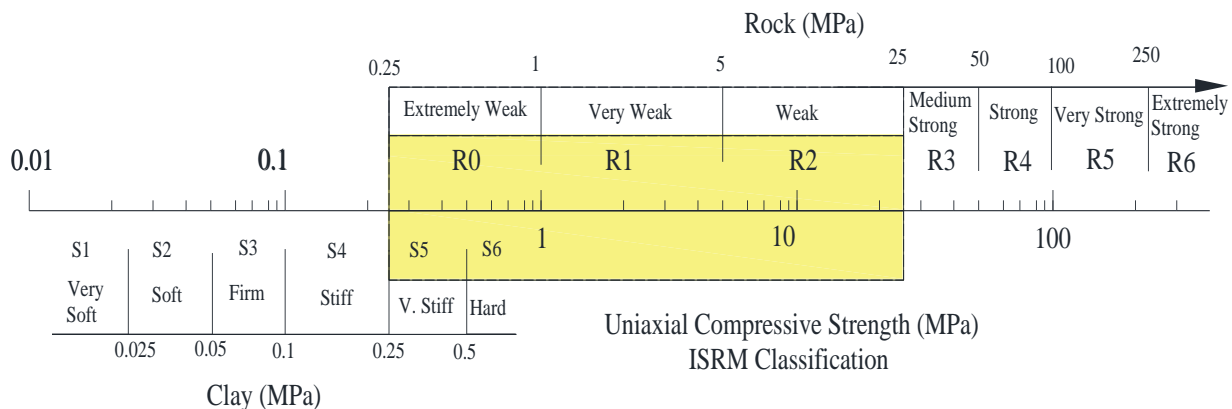 Rock (MPa)
0.25 1 5 25 50 100 250
Extremely Weak Very Weak Weak Medium Strong Strong Very Strong Extremely Strong
0.01 0.1 R0 R1 R2 R3 R4 R5 R6
1 10 100
S1 S2 S3 S4 S5 S6
Very Soft Soft Firm Stiff V. Stiff Hard
0.025 0.05 0.1 0.25 0.5
Uniaxial Compressive Strength (MPa)
ISRM Classification
Clay (MPa)